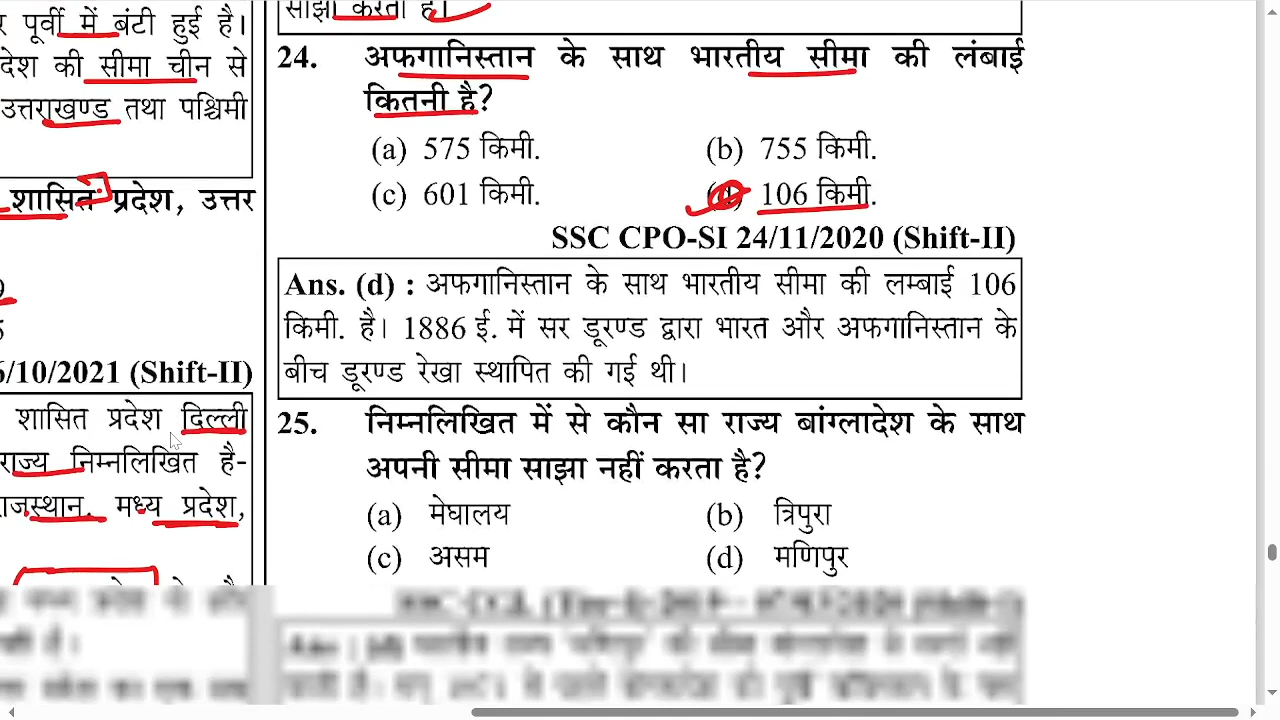 र पूर्वी में बंटी हुई है।
देश की सीमा चीन से
उत्तराखण्ड तथा पश्चिमी
शासित प्रदेश, उत्तर
6/10/2021 (Shift-II)
शासित प्रदेश दिल्ली
राज्य निम्नलिखित है-
राजस्थान, मध्य प्रदेश,
साझा करता है।
24. अफगानिस्तान के साथ भारतीय सीमा की लंबाई
कितनी है?
(a) 575 किमी. (b) 755 किमी.
(c) 601 किमी. (d) 106 किमी.
SSC CPO-SI 24/11/2020 (Shift-II)
Ans. (d) : अफगानिस्तान के साथ भारतीय सीमा की लम्बाई 106
किमी. है। 1886 ई. में सर डूरण्ड द्वारा भारत और अफगानिस्तान के
बीच डूरण्ड रेखा स्थापित की गई थी।
25. निम्नलिखित में से कौन सा राज्य बांग्लादेश के साथ
अपनी सीमा साझा नहीं करता है?
(a) मेघालय (b) त्रिपुरा
(c) असम (d) मणिपुर